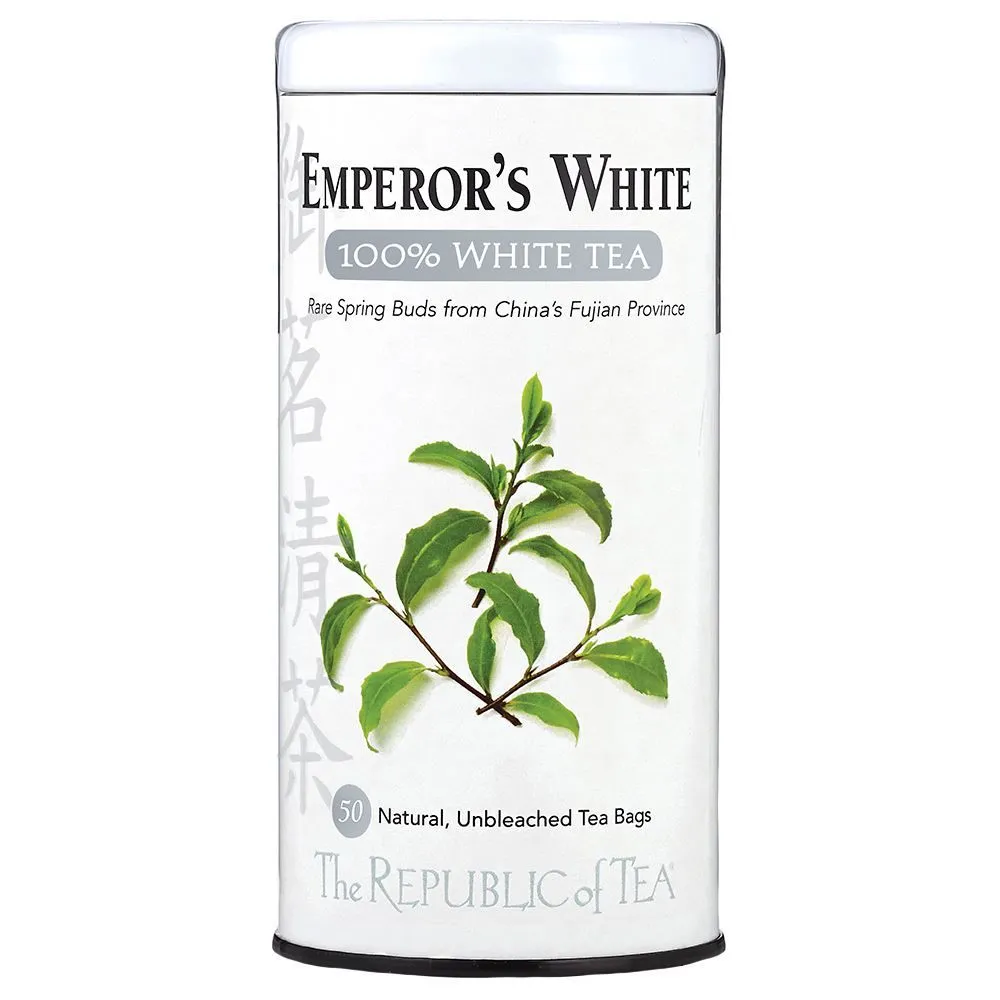 EMPEROR'S WHITE
100% WHITE TEA
Rare Spring Buds from China's Fujian Province
御茗清茶
50 Natural, Unbleached Tea Bags
The REPUBLIC of TEA®